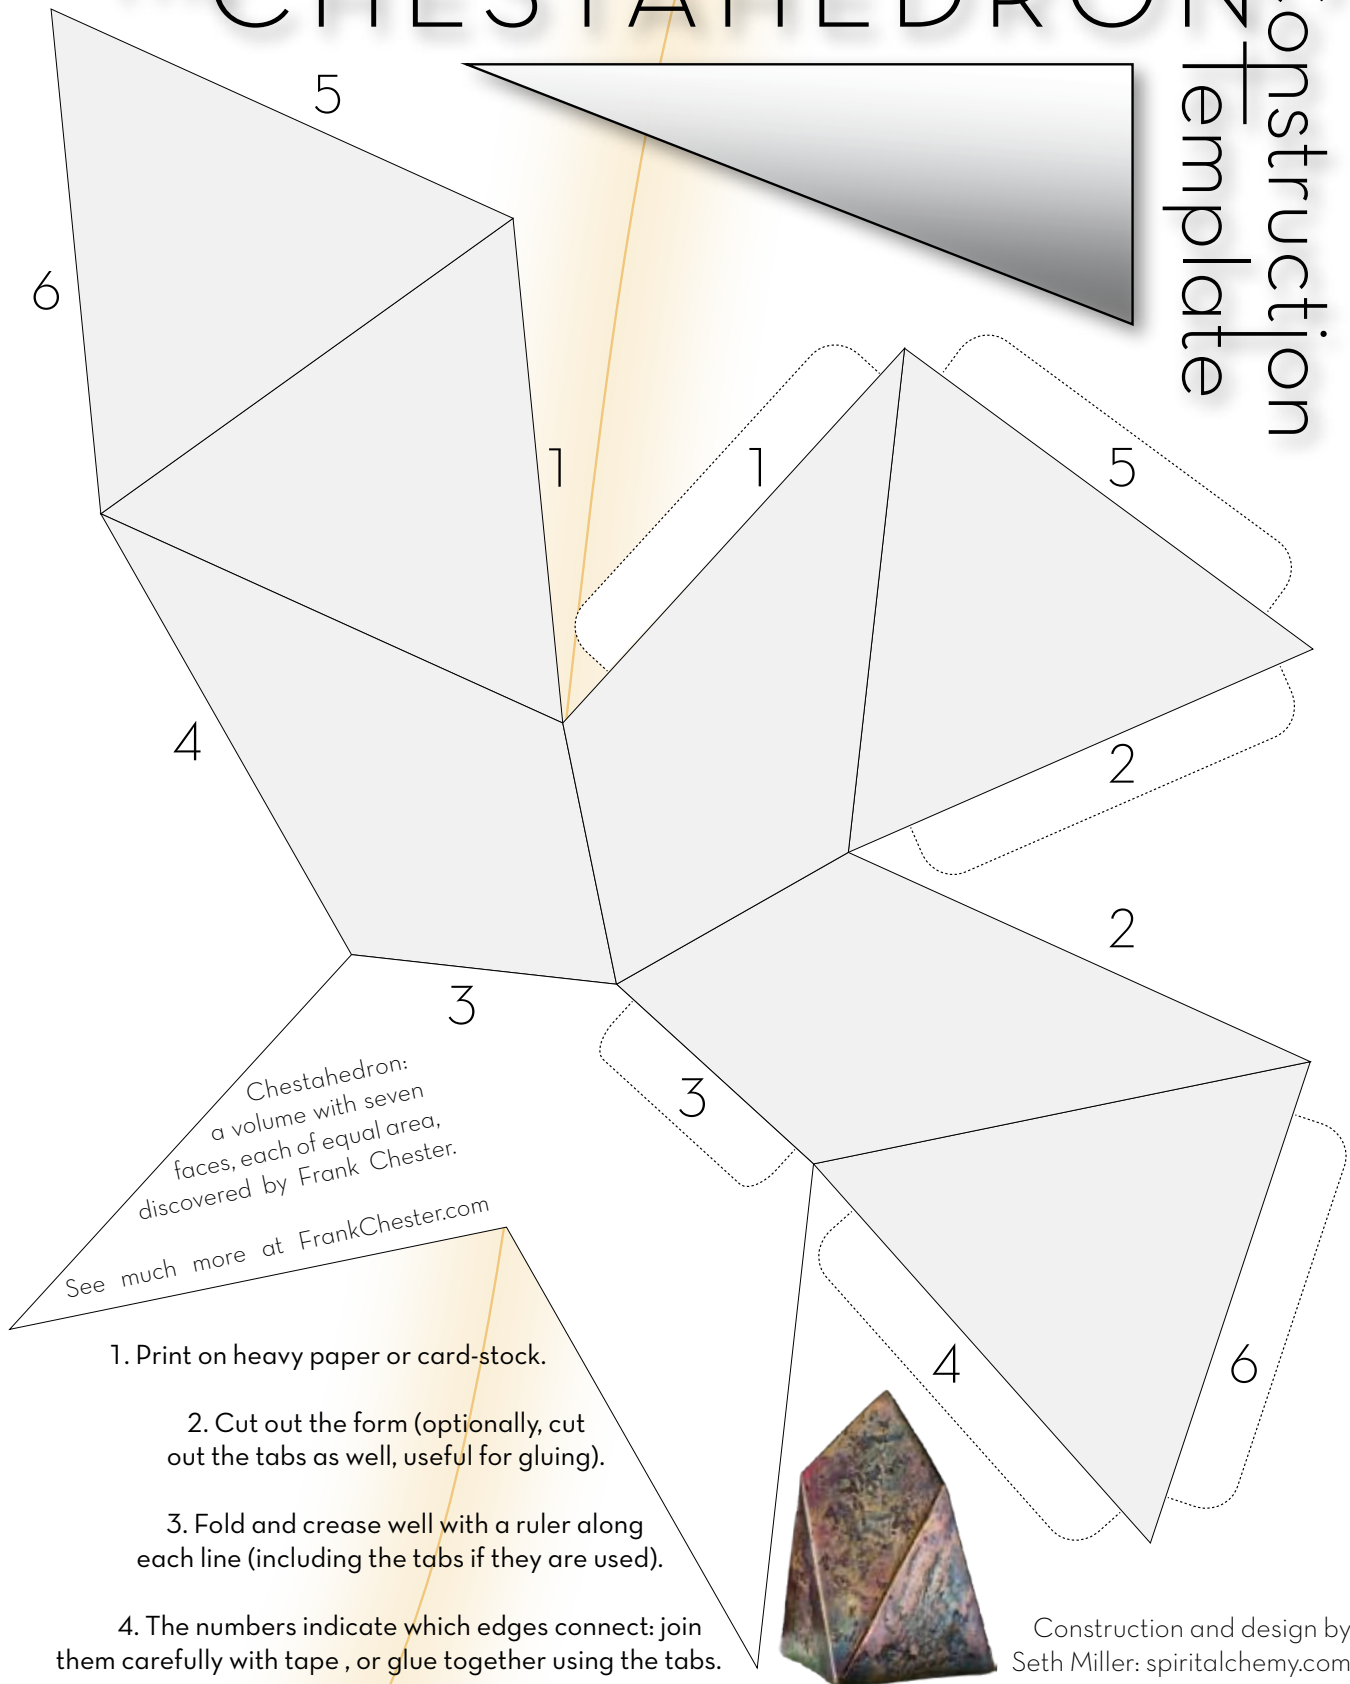 CHESTAHEDRON
Construction
Template
5
6
1
1
5
4
2
2
3
3
4
6
Chestahedron:
a volume with seven
faces, each of equal area,
discovered by Frank Chester.
See much more at FrankChester.com
1. Print on heavy paper or card-stock.
2. Cut out the form (optionally, cut
out the tabs as well, useful for gluing).
3. Fold and crease well with a ruler along
each line (including the tabs if they are used).
4. The numbers indicate which edges connect: join
them carefully with tape , or glue together using the tabs.
Construction and design by
Seth Miller: spiritalchemy.com